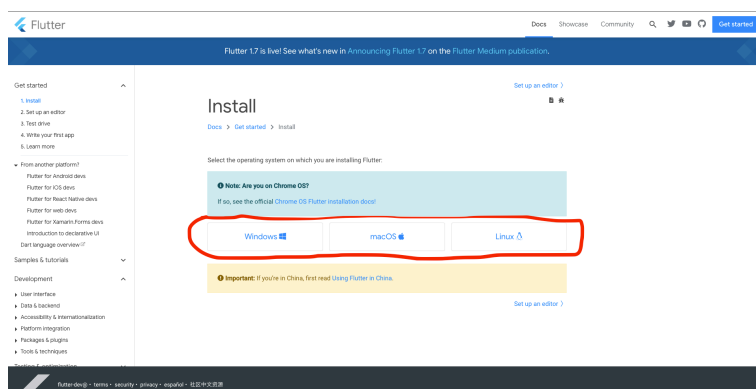 Flutter
Docs Showcase Community Get started
Flutter 1.7 is live! See what's new in Announcing Flutter 1.7 on the Flutter Medium publication.
Get started
1. Install
2. Set up an editor
3. Test drive
4. Write your first app
5. Learn more
From another platform?
Flutter for Android devs
Flutter for iOS devs
Flutter for React Native devs
Flutter for web devs
Flutter for Xamarin.Forms devs
Introduction to declarative UI
Dart language overview
Samples & tutorials
Development
User interface
Data & backend
Accessibility & internationalization
Platform integration
Packages & plugins
Tools & techniques
Testing & optimization
Set up an editor
Install
Docs > Get started > Install
Select the operating system on which you are installing Flutter:
Note: Are you on Chrome OS?
If so, see the official Chrome OS Flutter installation docs!
Windows macOS Linux
Important: If you're in China, first read Using Flutter in China.
Set up an editor
flutter-dev@ • terms • security • privacy • español • 社区中文资源